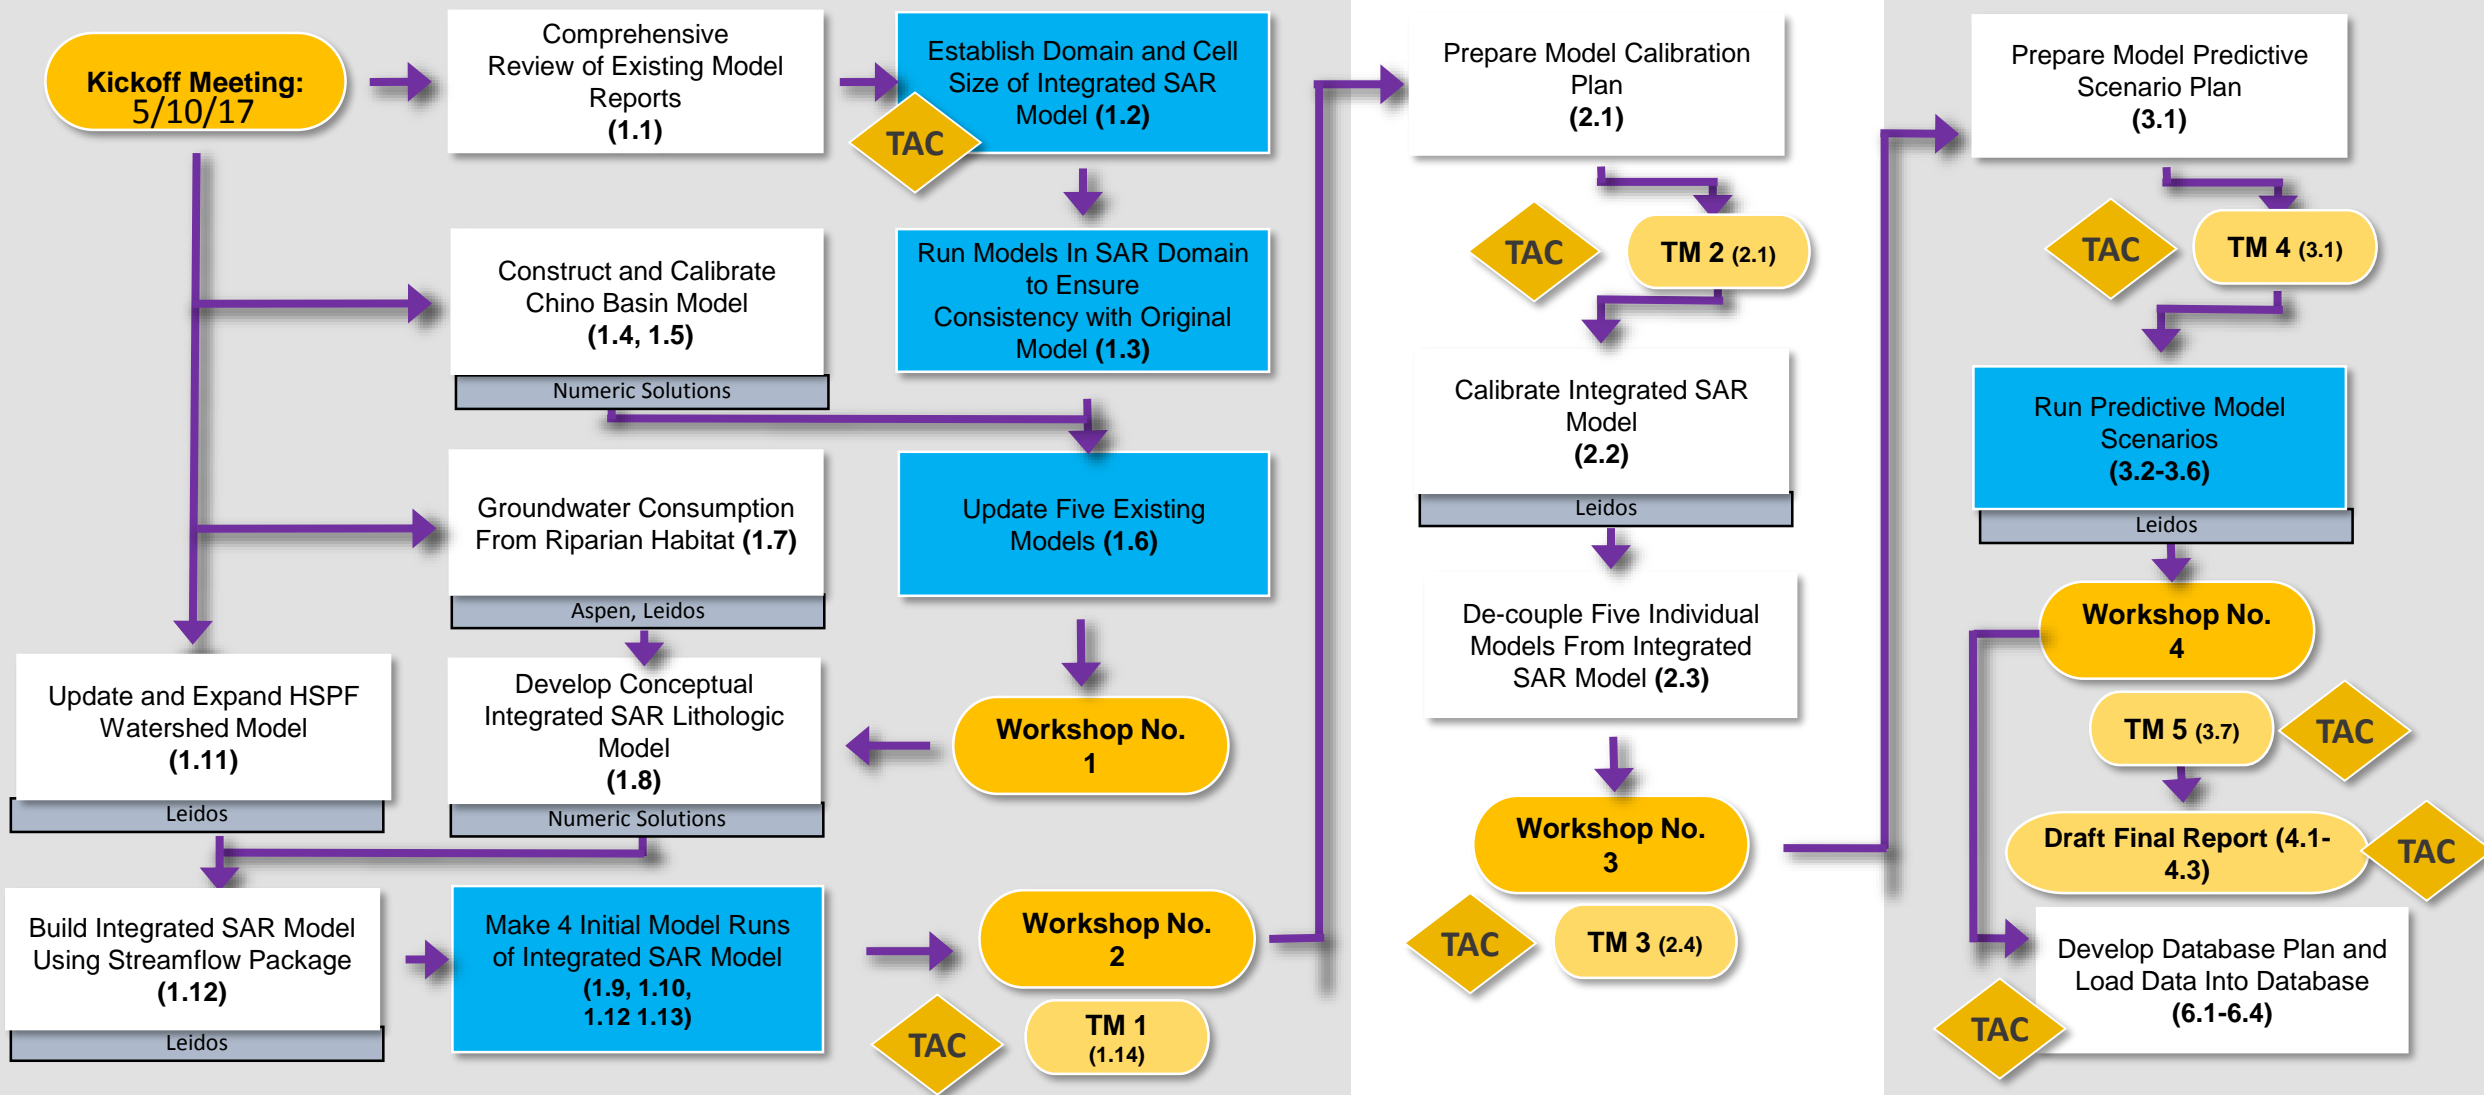 Kickoff Meeting:
5/10/17
Comprehensive
Review of Existing Model
Reports
(1.1)
Establish Domain and Cell
Size of Integrated SAR
Model (1.2)
TAC
Construct and Calibrate
Chino Basin Model
(1.4, 1.5)
Numeric Solutions
Run Models In SAR Domain
to Ensure
Consistency with Original
Model (1.3)
Groundwater Consumption
From Riparian Habitat (1.7)
Aspen, Leidos
Update Five Existing
Models (1.6)
Update and Expand HSPF
Watershed Model
(1.11)
Leidos
Develop Conceptual
Integrated SAR Lithologic
Model
(1.8)
Numeric Solutions
Workshop No.
1
Build Integrated SAR Model
Using Streamflow Package
(1.12)
Leidos
Make 4 Initial Model Runs
of Integrated SAR Model
(1.9, 1.10,
1.12 1.13)
Workshop No.
2
TAC
TM 1
(1.14)
Prepare Model Calibration
Plan
(2.1)
TAC
TM 2 (2.1)
Calibrate Integrated SAR
Model
(2.2)
Leidos
De-couple Five Individual
Models From Integrated
SAR Model (2.3)
Workshop No.
3
TAC
TM 3 (2.4)
Prepare Model Predictive
Scenario Plan
(3.1)
TAC
TM 4 (3.1)
Run Predictive Model
Scenarios
(3.2-3.6)
Leidos
Workshop No.
4
TM 5 (3.7)
TAC
Draft Final Report (4.1-
4.3)
TAC
Develop Database Plan and
Load Data Into Database
(6.1-6.4)
TAC